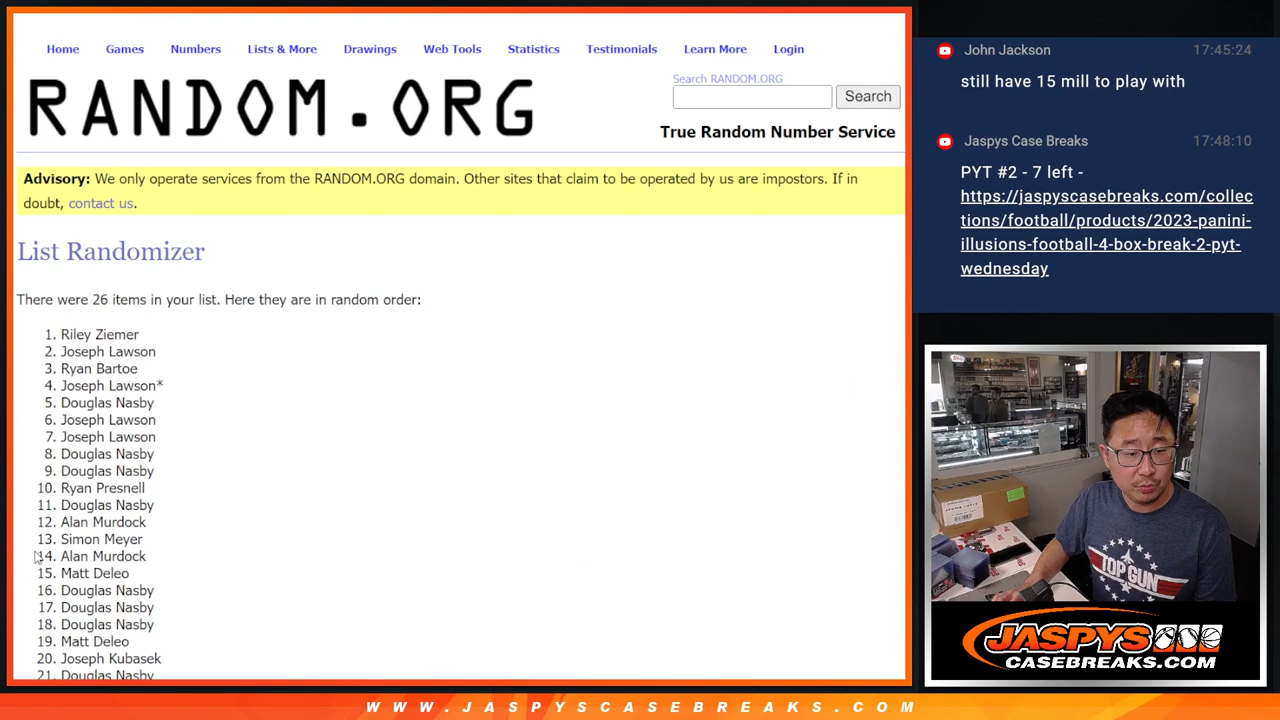 Home Games Numbers Lists & More Drawings Web Tools Statistics Testimonials Learn More Login
RANDOM.ORG
Search RANDOM.ORG
Search
True Random Number Service
Advisory: We only operate services from the RANDOM.ORG domain. Other sites that claim to be operated by us are impostors. If in
doubt, contact us.
List Randomizer
There were 26 items in your list. Here they are in random order:
1. Riley Ziemer
2. Joseph Lawson
3. Ryan Bartoe
4. Joseph Lawson*
5. Douglas Nasby
6. Joseph Lawson
7. Joseph Lawson
8. Douglas Nasby
9. Douglas Nasby
10. Ryan Presnell
11. Douglas Nasby
12. Alan Murdock
13. Simon Meyer
14. Alan Murdock
15. Matt Deleo
16. Douglas Nasby
17. Douglas Nasby
18. Douglas Nasby
19. Matt Deleo
20. Joseph Kubasek
21. Douglas Nasby
John Jackson 17:45:24
still have 15 mill to play with
Jaspys Case Breaks 17:48:10
PYT #2 - 7 left -
https://jaspyscasebreaks.com/collec
tions/football/products/2023-panini-
illusions-football-4-box-break-2-pyt-
wednesday
TOP GUN
JASPYS
CASEBREAKS.COM
WWW.JASPYSCASEBREAKS.COM